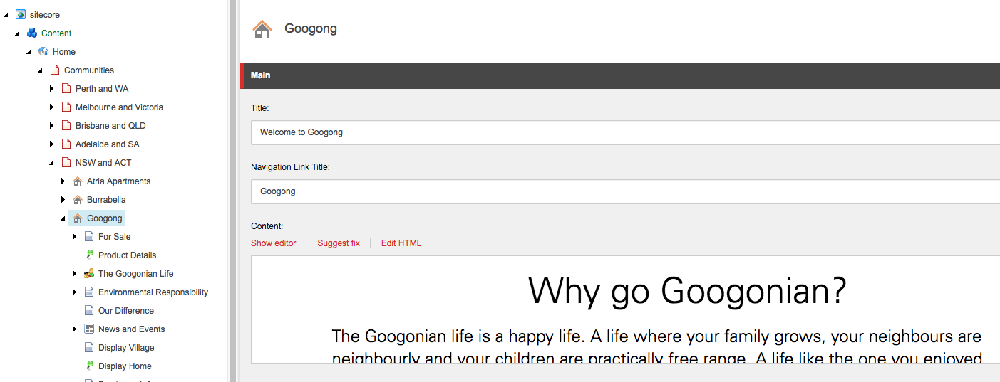 sitecore
Content
Home
Communities
Perth and WA
Melbourne and Victoria
Brisbane and QLD
Adelaide and SA
NSW and ACT
Atria Apartments
Burrabella
Googong
For Sale
Product Details
The Googonian Life
Environmental Responsibility
Our Difference
News and Events
Display Village
Display Home
Googong
Main
Title:
Welcome to Googong
Navigation Link Title:
Googong
Content:
Show editor
Suggest fix
Edit HTML
Why go Googonian?
The Googonian life is a happy life. A life where your family grows, your neighbours are
neighbourly and your children are practically free range. A life like the one you enjoyed